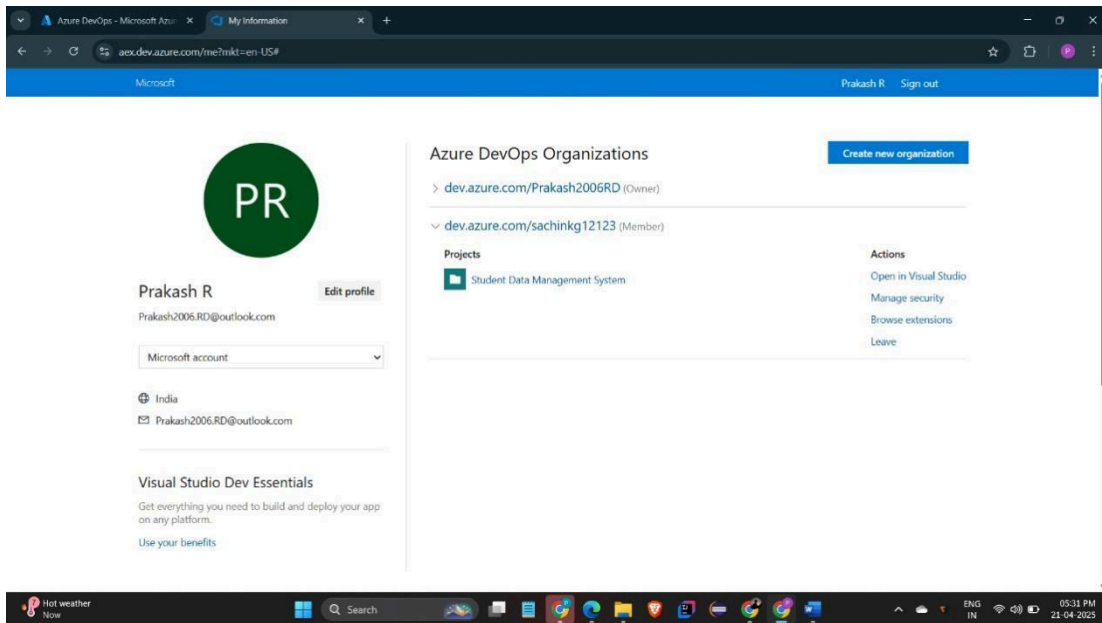 Azure DevOps - Microsoft Azur
My Information
aex.dev.azure.com/me?mkt=en-US#
P
Microsoft
Prakash R
Sign out
PR
Prakash R
Edit profile
Prakash2006.RD@outlook.com
Microsoft account
India
Prakash2006.RD@outlook.com
Visual Studio Dev Essentials
Get everything you need to build and deploy your app
on any platform.
Use your benefits
Azure DevOps Organizations
Create new organization
dev.azure.com/Prakash2006RD (Owner)
dev.azure.com/sachinkg12123 (Member)
Projects
Student Data Management System
Actions
Open in Visual Studio
Manage security
Browse extensions
Leave
Hot weather
Now
Search
ENG
IN
05:31 PM
21-04-2025